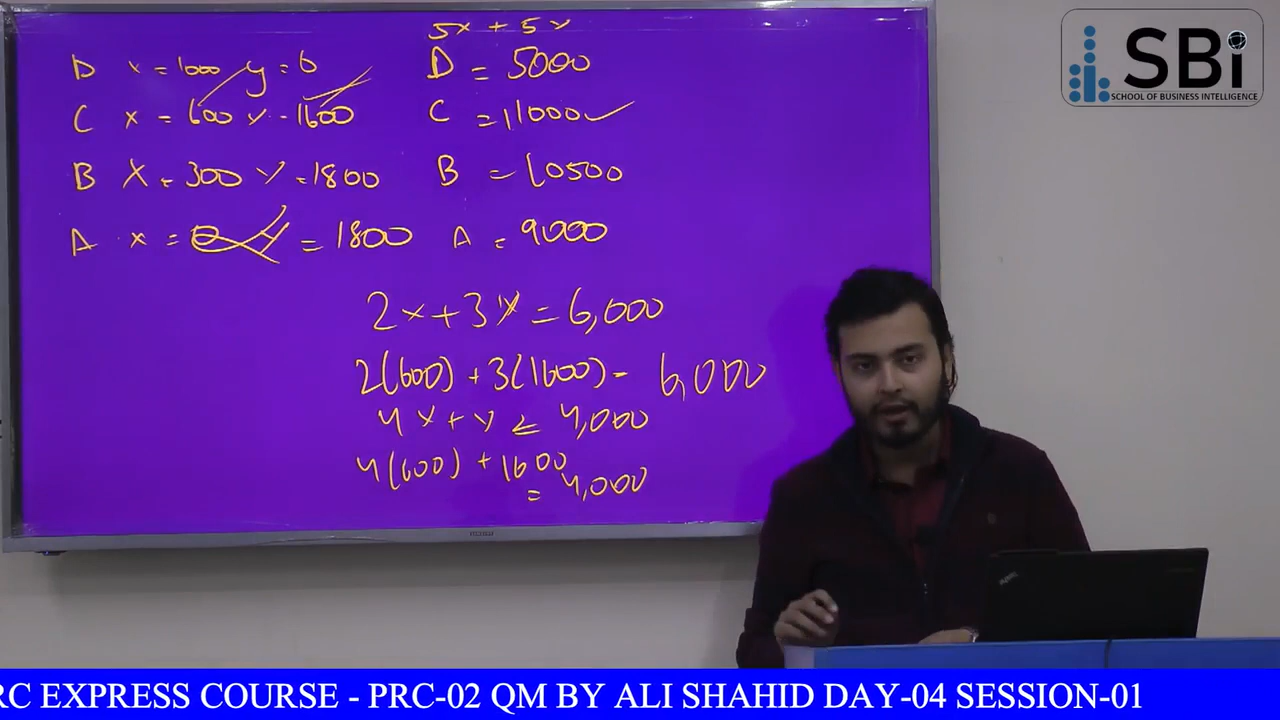 5x + 5y
D x = 1000 y = 0 D = 5000
C x = 600 y = 1600 C = 11000 ✓
B x = 300 y = 1800 B = 10500
A x = 0 y = 1800 A = 9000
2x + 3y = 6,000
2(600) + 3(1600) = 6,000
4x + y ≤ 4,000
4(600) + 1600
= 4,000
SBi
SCHOOL OF BUSINESS INTELLIGENCE
RC EXPRESS COURSE - PRC-02 QM BY ALI SHAHID DAY-04 SESSION-01